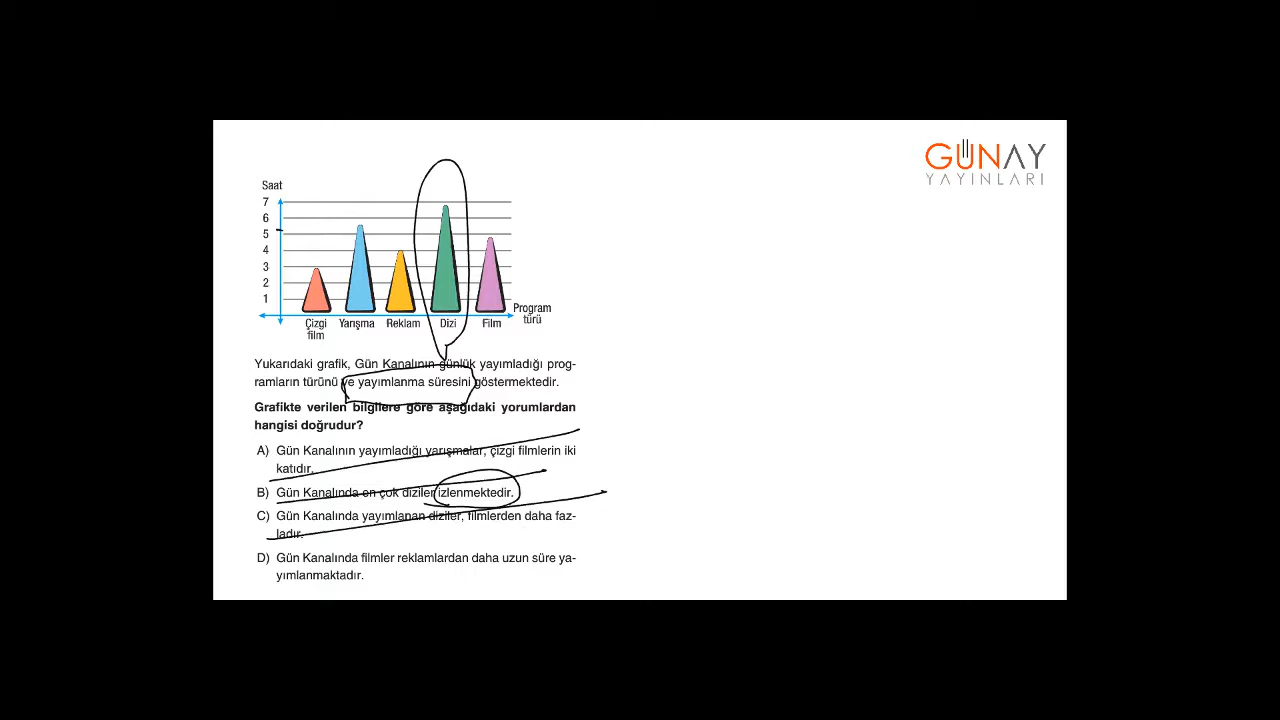 GÜNAY
YAYINLARI
Saat
7
6
5
4
3
2
1
Program
türü
Çizgi
film
Yarışma
Reklam
Dizi
Film
Yukarıdaki grafik, Gün Kanalının günlük yayımladığı prog-
ramların türünü ve yayımlanma süresini göstermektedir.
Grafikte verilen bilgilere göre aşağıdaki yorumlardan
hangisi doğrudur?
A) Gün Kanalının yayımladığı yarışmalar, çizgi filmlerin iki
katıdır.
B) Gün Kanalında en çok diziler izlenmektedir.
C) Gün Kanalında yayımlanan diziler, filmlerden daha faz-
ladır.
D) Gün Kanalında filmler reklamlardan daha uzun süre ya-
yımlanmaktadır.